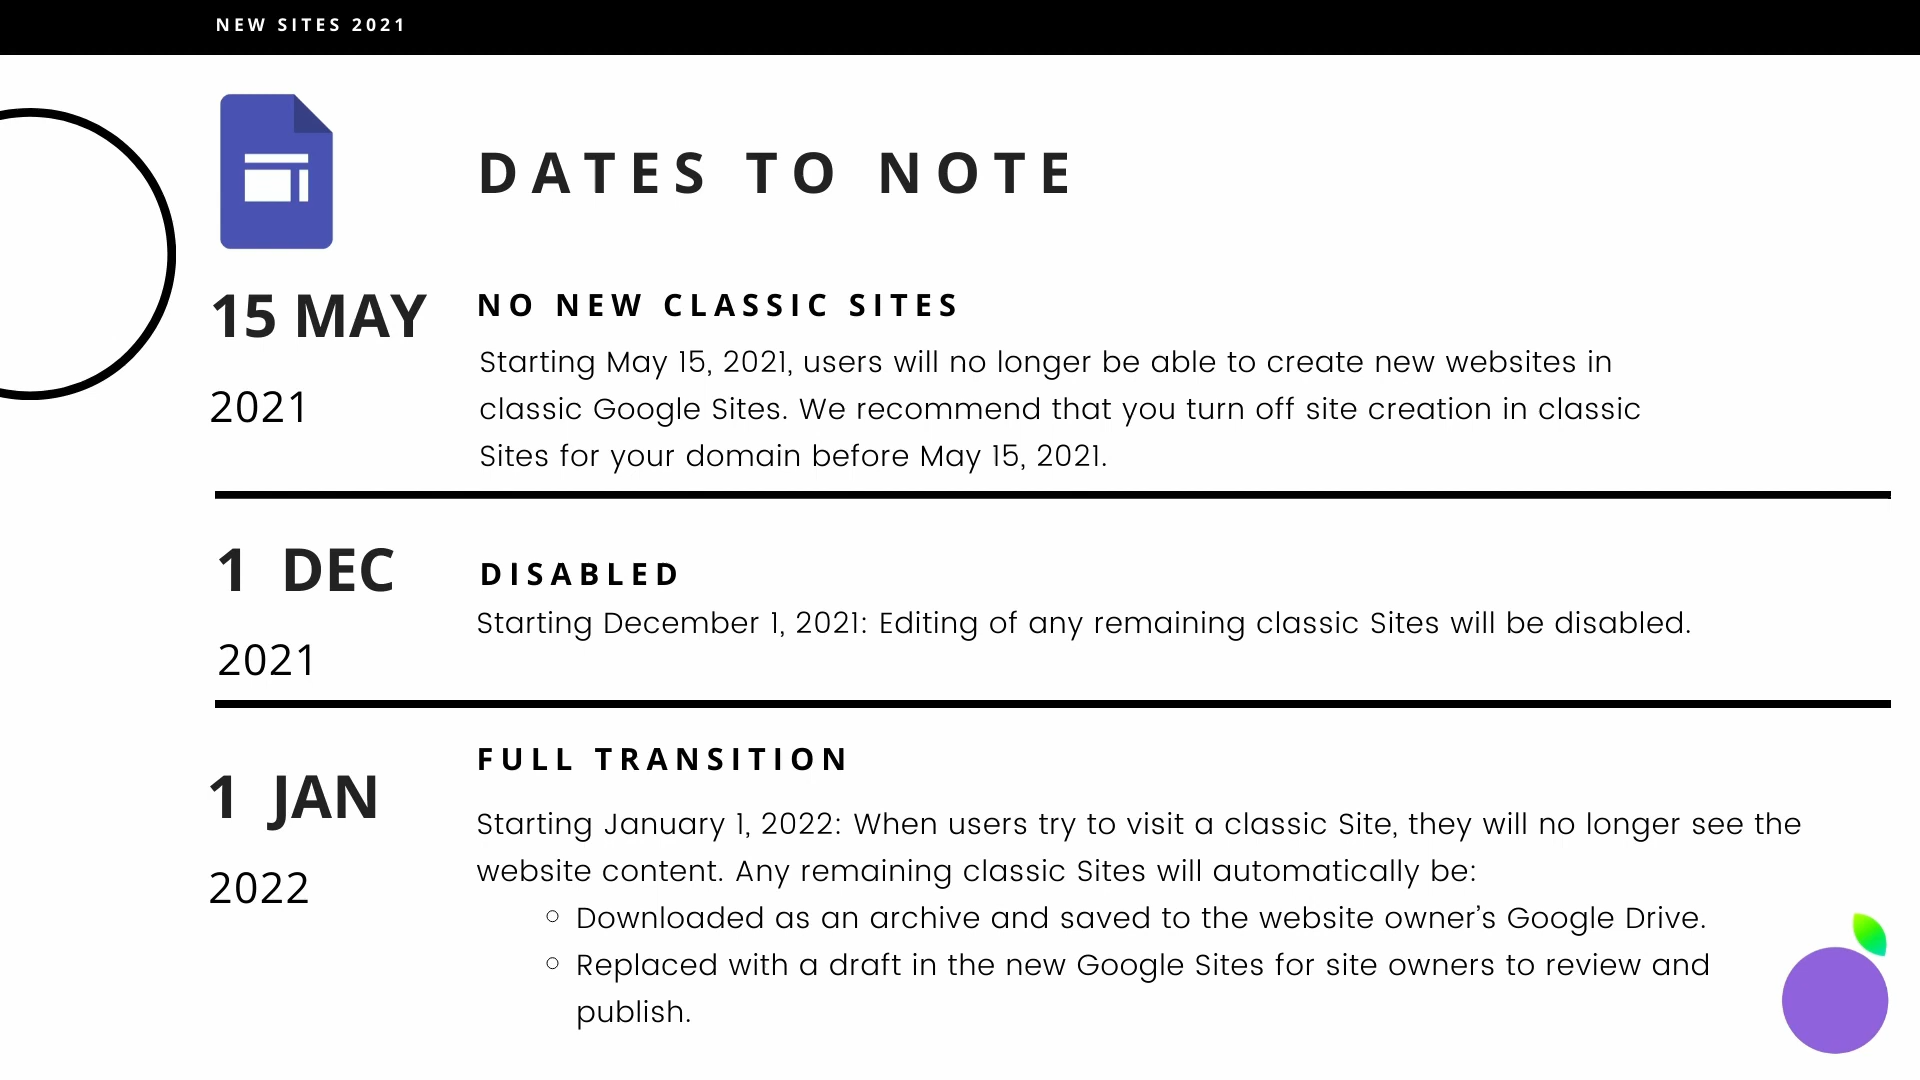 NEW SITES 2021
DATES TO NOTE
15 MAY
2021
NO NEW CLASSIC SITES
Starting May 15, 2021, users will no longer be able to create new websites in
classic Google Sites. We recommend that you turn off site creation in classic
Sites for your domain before May 15, 2021.
1 DEC
2021
DISABLED
Starting December 1, 2021: Editing of any remaining classic Sites will be disabled.
1 JAN
2022
FULL TRANSITION
Starting January 1, 2022: When users try to visit a classic Site, they will no longer see the
website content. Any remaining classic Sites will automatically be:
○ Downloaded as an archive and saved to the website owner’s Google Drive.
○ Replaced with a draft in the new Google Sites for site owners to review and
publish.